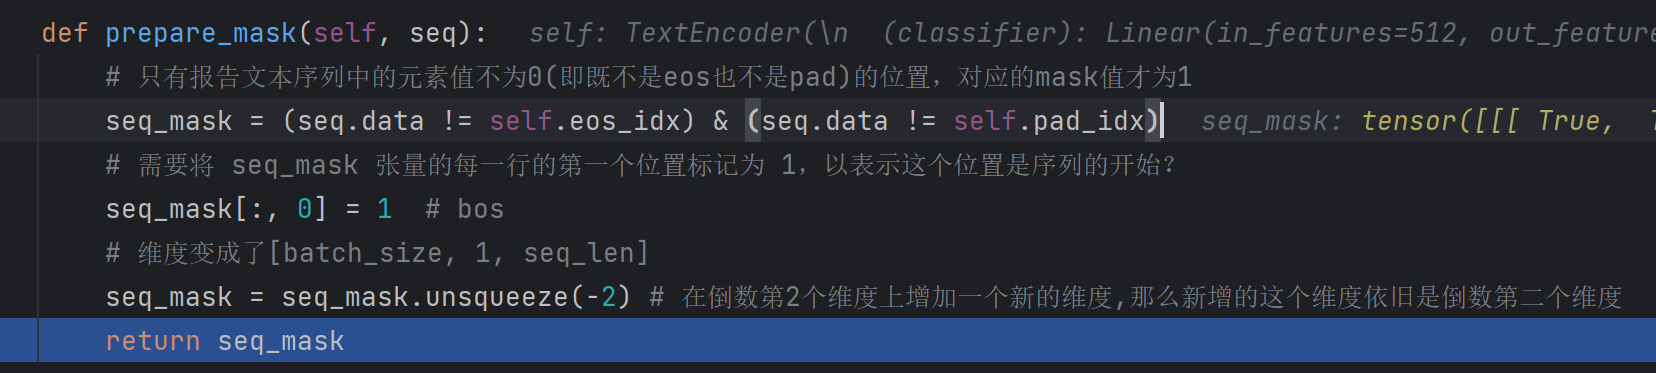 def prepare_mask(self, seq):   self: TextEncoder(\n  (classifier): Linear(in_features=512, out_feature
# 只有报告文本序列中的元素值不为0(即既不是eos也不是pad)的位置，对应的mask值才为1
seq_mask = (seq.data != self.eos_idx) & (seq.data != self.pad_idx)   seq_mask: tensor([[[ True,
# 需要将 seq_mask 张量的每一行的第一个位置标记为 1，以表示这个位置是序列的开始？
seq_mask[:, 0] = 1  # bos
# 维度变成了[batch_size, 1, seq_len]
seq_mask = seq_mask.unsqueeze(-2) # 在倒数第2个维度上增加一个新的维度,那么新增的这个维度依旧是倒数第二个维度
return seq_mask